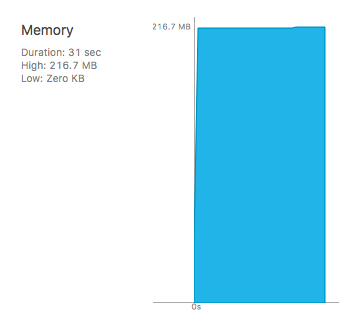 Memory
Duration: 31 sec
High: 216.7 MB
Low: Zero KB
216.7 MB
0s